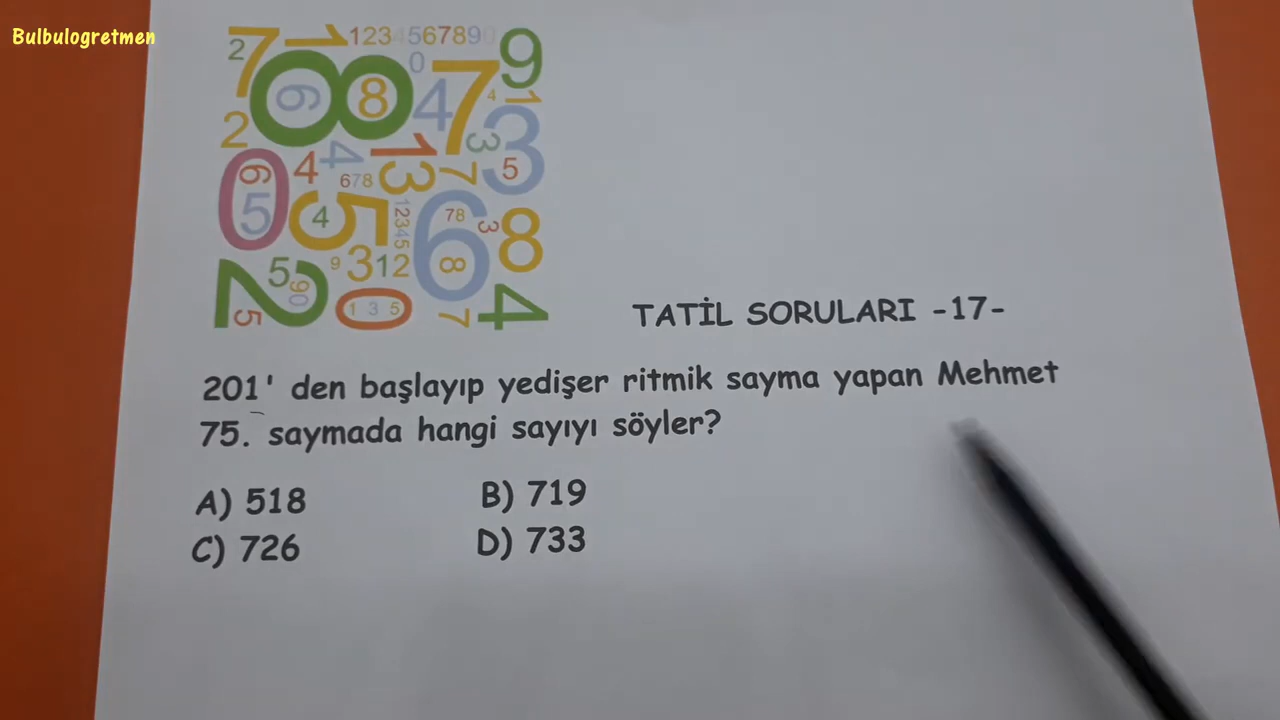 Bulbulogretmen
TATİL SORULARI -17-
201' den başlayıp yedişer ritmik sayma yapan Mehmet
75. saymada hangi sayıyı söyler?
A) 518 B) 719
C) 726 D) 733